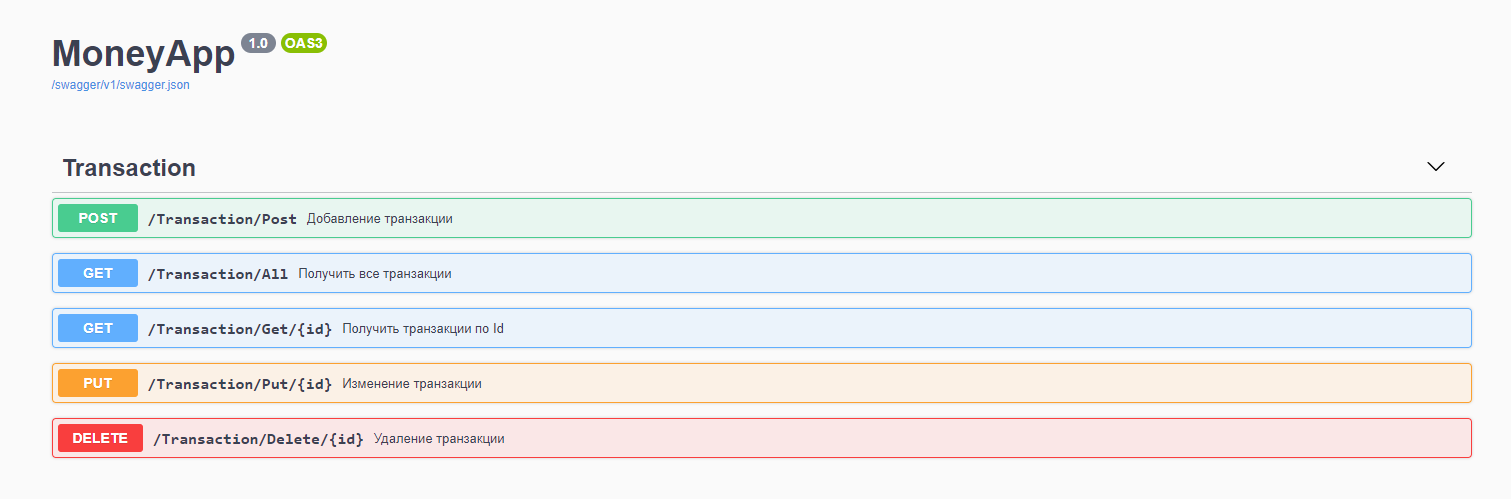 MoneyApp 1.0 OAS3
/swagger/v1/swagger.json
Transaction
POST /Transaction/Post Добавление транзакции
GET /Transaction/All Получить все транзакции
GET /Transaction/Get/{id} Получить транзакции по Id
PUT /Transaction/Put/{id} Изменение транзакции
DELETE /Transaction/Delete/{id} Удаление транзакции